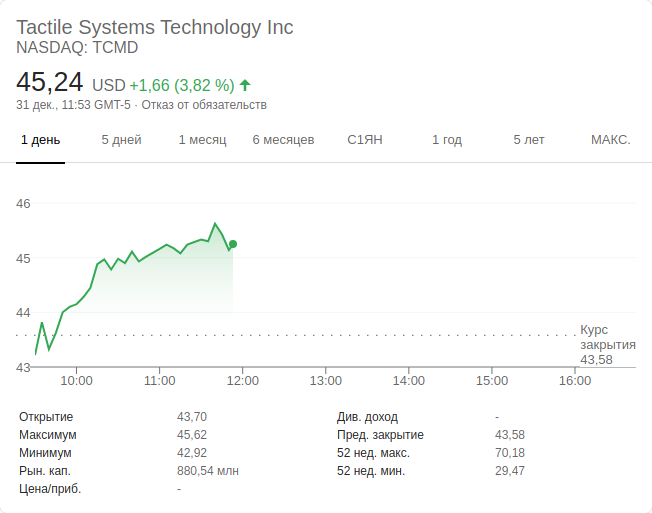 Tactile Systems Technology Inc
NASDAQ: TCMD
45,24 USD +1,66 (3,82 %)
31 дек., 11:53 GMT-5 · Отказ от обязательств
1 день 5 дней 1 месяц 6 месяцев С1ЯН 1 год 5 лет МАКС.
46
45
44
43
Курс
закрытия
43,58
10:00 11:00 12:00 13:00 14:00 15:00 16:00
Открытие 43,70 Див. доход -
Максимум 45,62 Пред. закрытие 43,58
Минимум 42,92 52 нед. макс. 70,18
Рын. кап. 880,54 млн 52 нед. мин. 29,47
Цена/приб. -